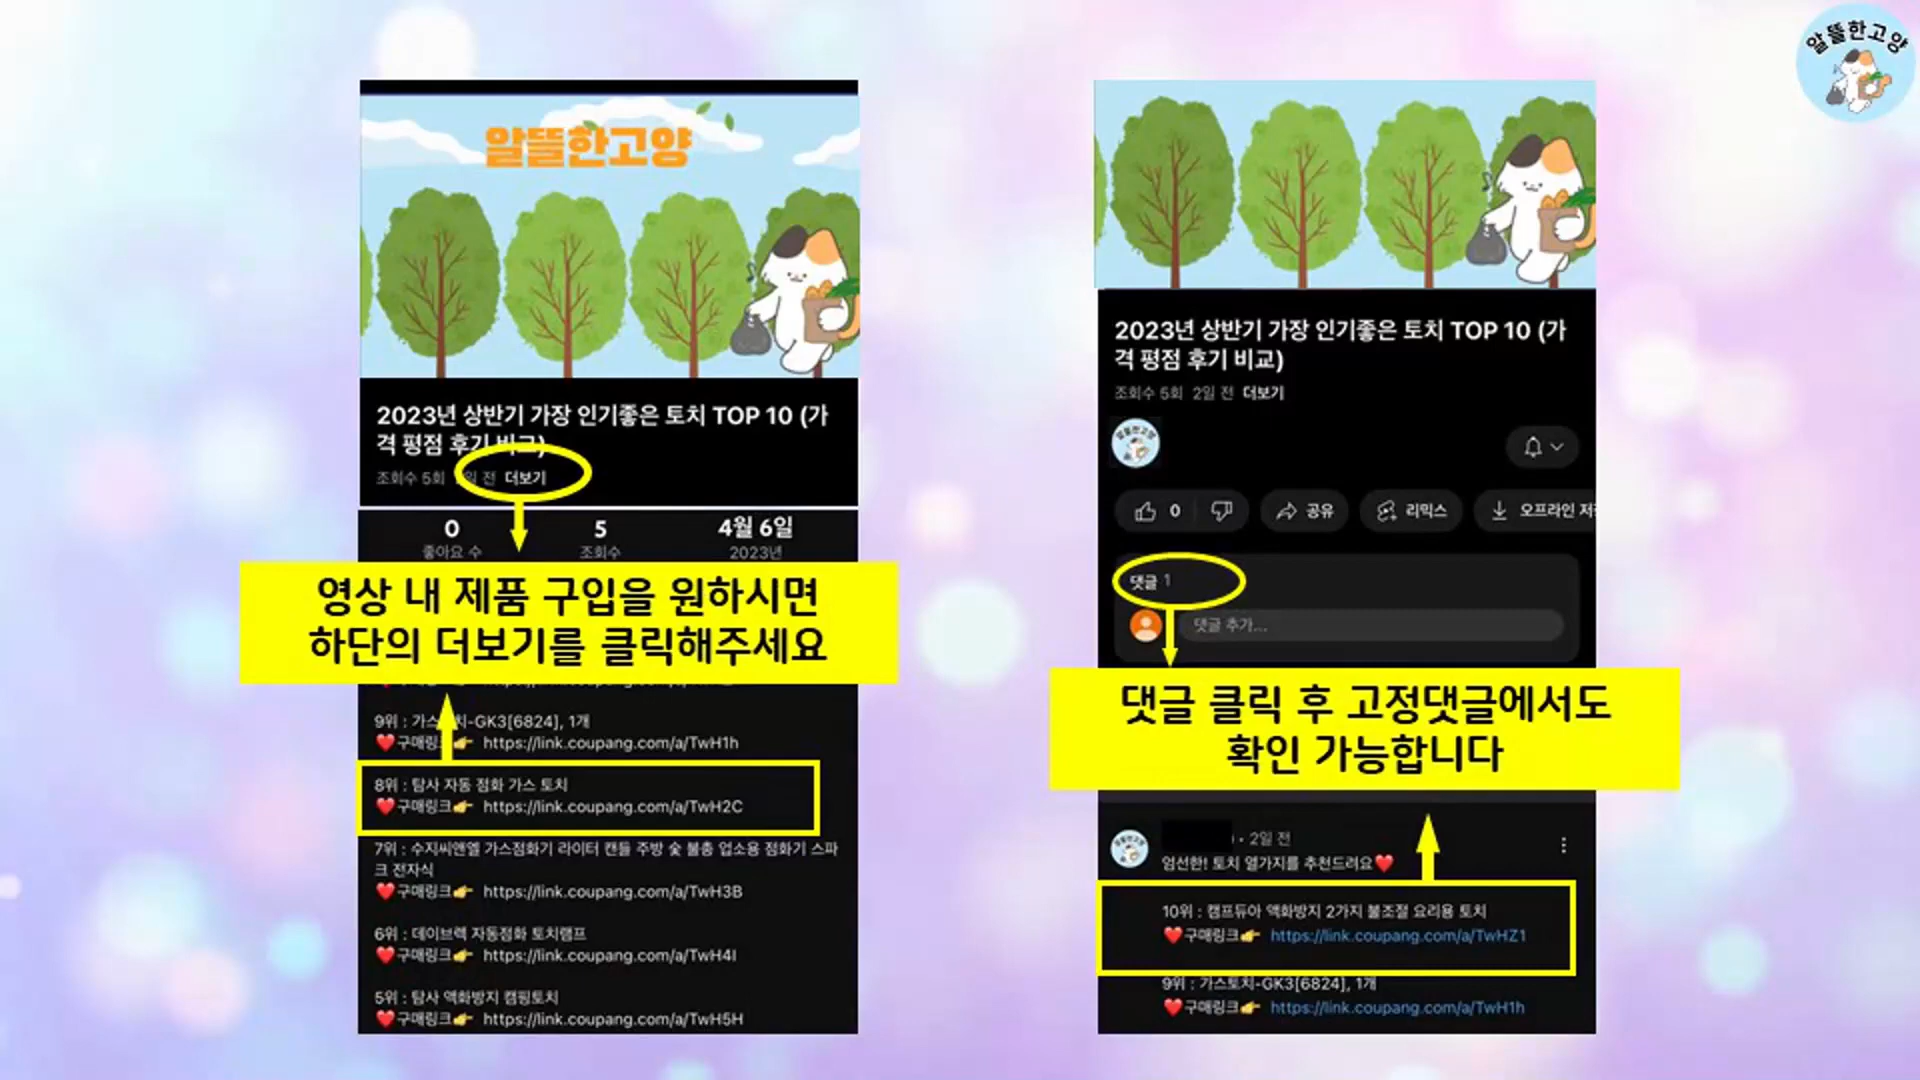 알뜰한고양
알뜰한고양
2023년 상반기 가장 인기좋은 토치 TOP 10 (가
격 평점 후기 비교)
조회수 5회 일 전 더보기
0 5 4월 6일
좋아요 수 조회수 2023년
영상 내 제품 구입을 원하시면
하단의 더보기를 클릭해주세요
9위 : 가스토치-GK3[6824], 1개
❤️구매링크👉 https://link.coupang.com/a/TwH1h
8위 : 탐사 자동 점화 가스 토치
❤️구매링크👉 https://link.coupang.com/a/TwH2C
7위 : 수지씨앤엘 가스점화기 라이터 캔들 주방 숯 불총 업소용 점화기 스파
크 전자식
❤️구매링크👉 https://link.coupang.com/a/TwH3B
6위 : 데이브렉 자동점화 토치램프
❤️구매링크👉 https://link.coupang.com/a/TwH4I
5위 : 탐사 액화방지 캠핑토치
❤️구매링크👉 https://link.coupang.com/a/TwH5H
2023년 상반기 가장 인기좋은 토치 TOP 10 (가
격 평점 후기 비교)
조회수 5회 2일 전 더보기
알뜰한고양
0 공유 리믹스 오프라인 저
댓글 1
댓글 추가...
댓글 클릭 후 고정댓글에서도
확인 가능합니다
알뜰한고양
• 2일 전
엄선한! 토치 열가지를 추천드려요❤️
10위 : 캠프듀아 액화방지 2가지 불조절 요리용 토치
❤️구매링크👉 https://link.coupang.com/a/TwHZ1
9위 : 가스토치-GK3[6824], 1개
❤️구매링크👉 https://link.coupang.com/a/TwH1h